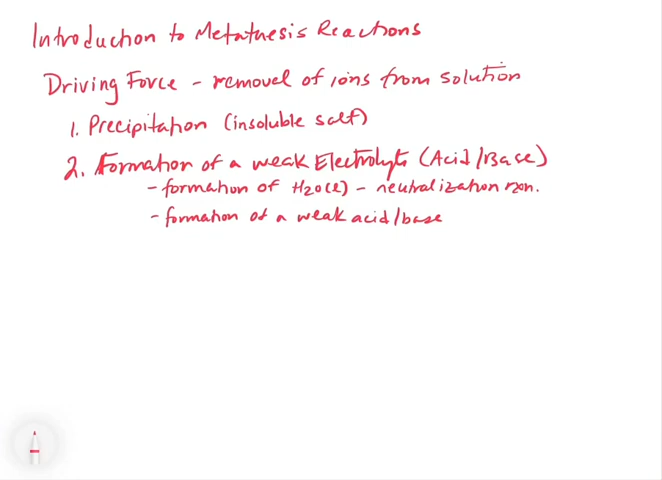 Introduction to Metathesis Reactions
Driving Force - removal of ions from solution
1. Precipitation (insoluble salt)
2. Formation of a weak Electrolyte (Acid/Base)
- formation of H2O(l) - neutralization rxn.
- formation of a weak acid/base